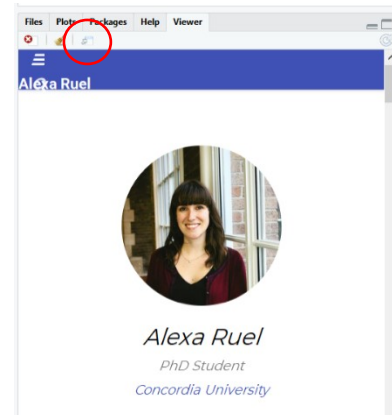 Files Plots Packages Help Viewer
Alexa Ruel
Alexa Ruel
PhD Student
Concordia University